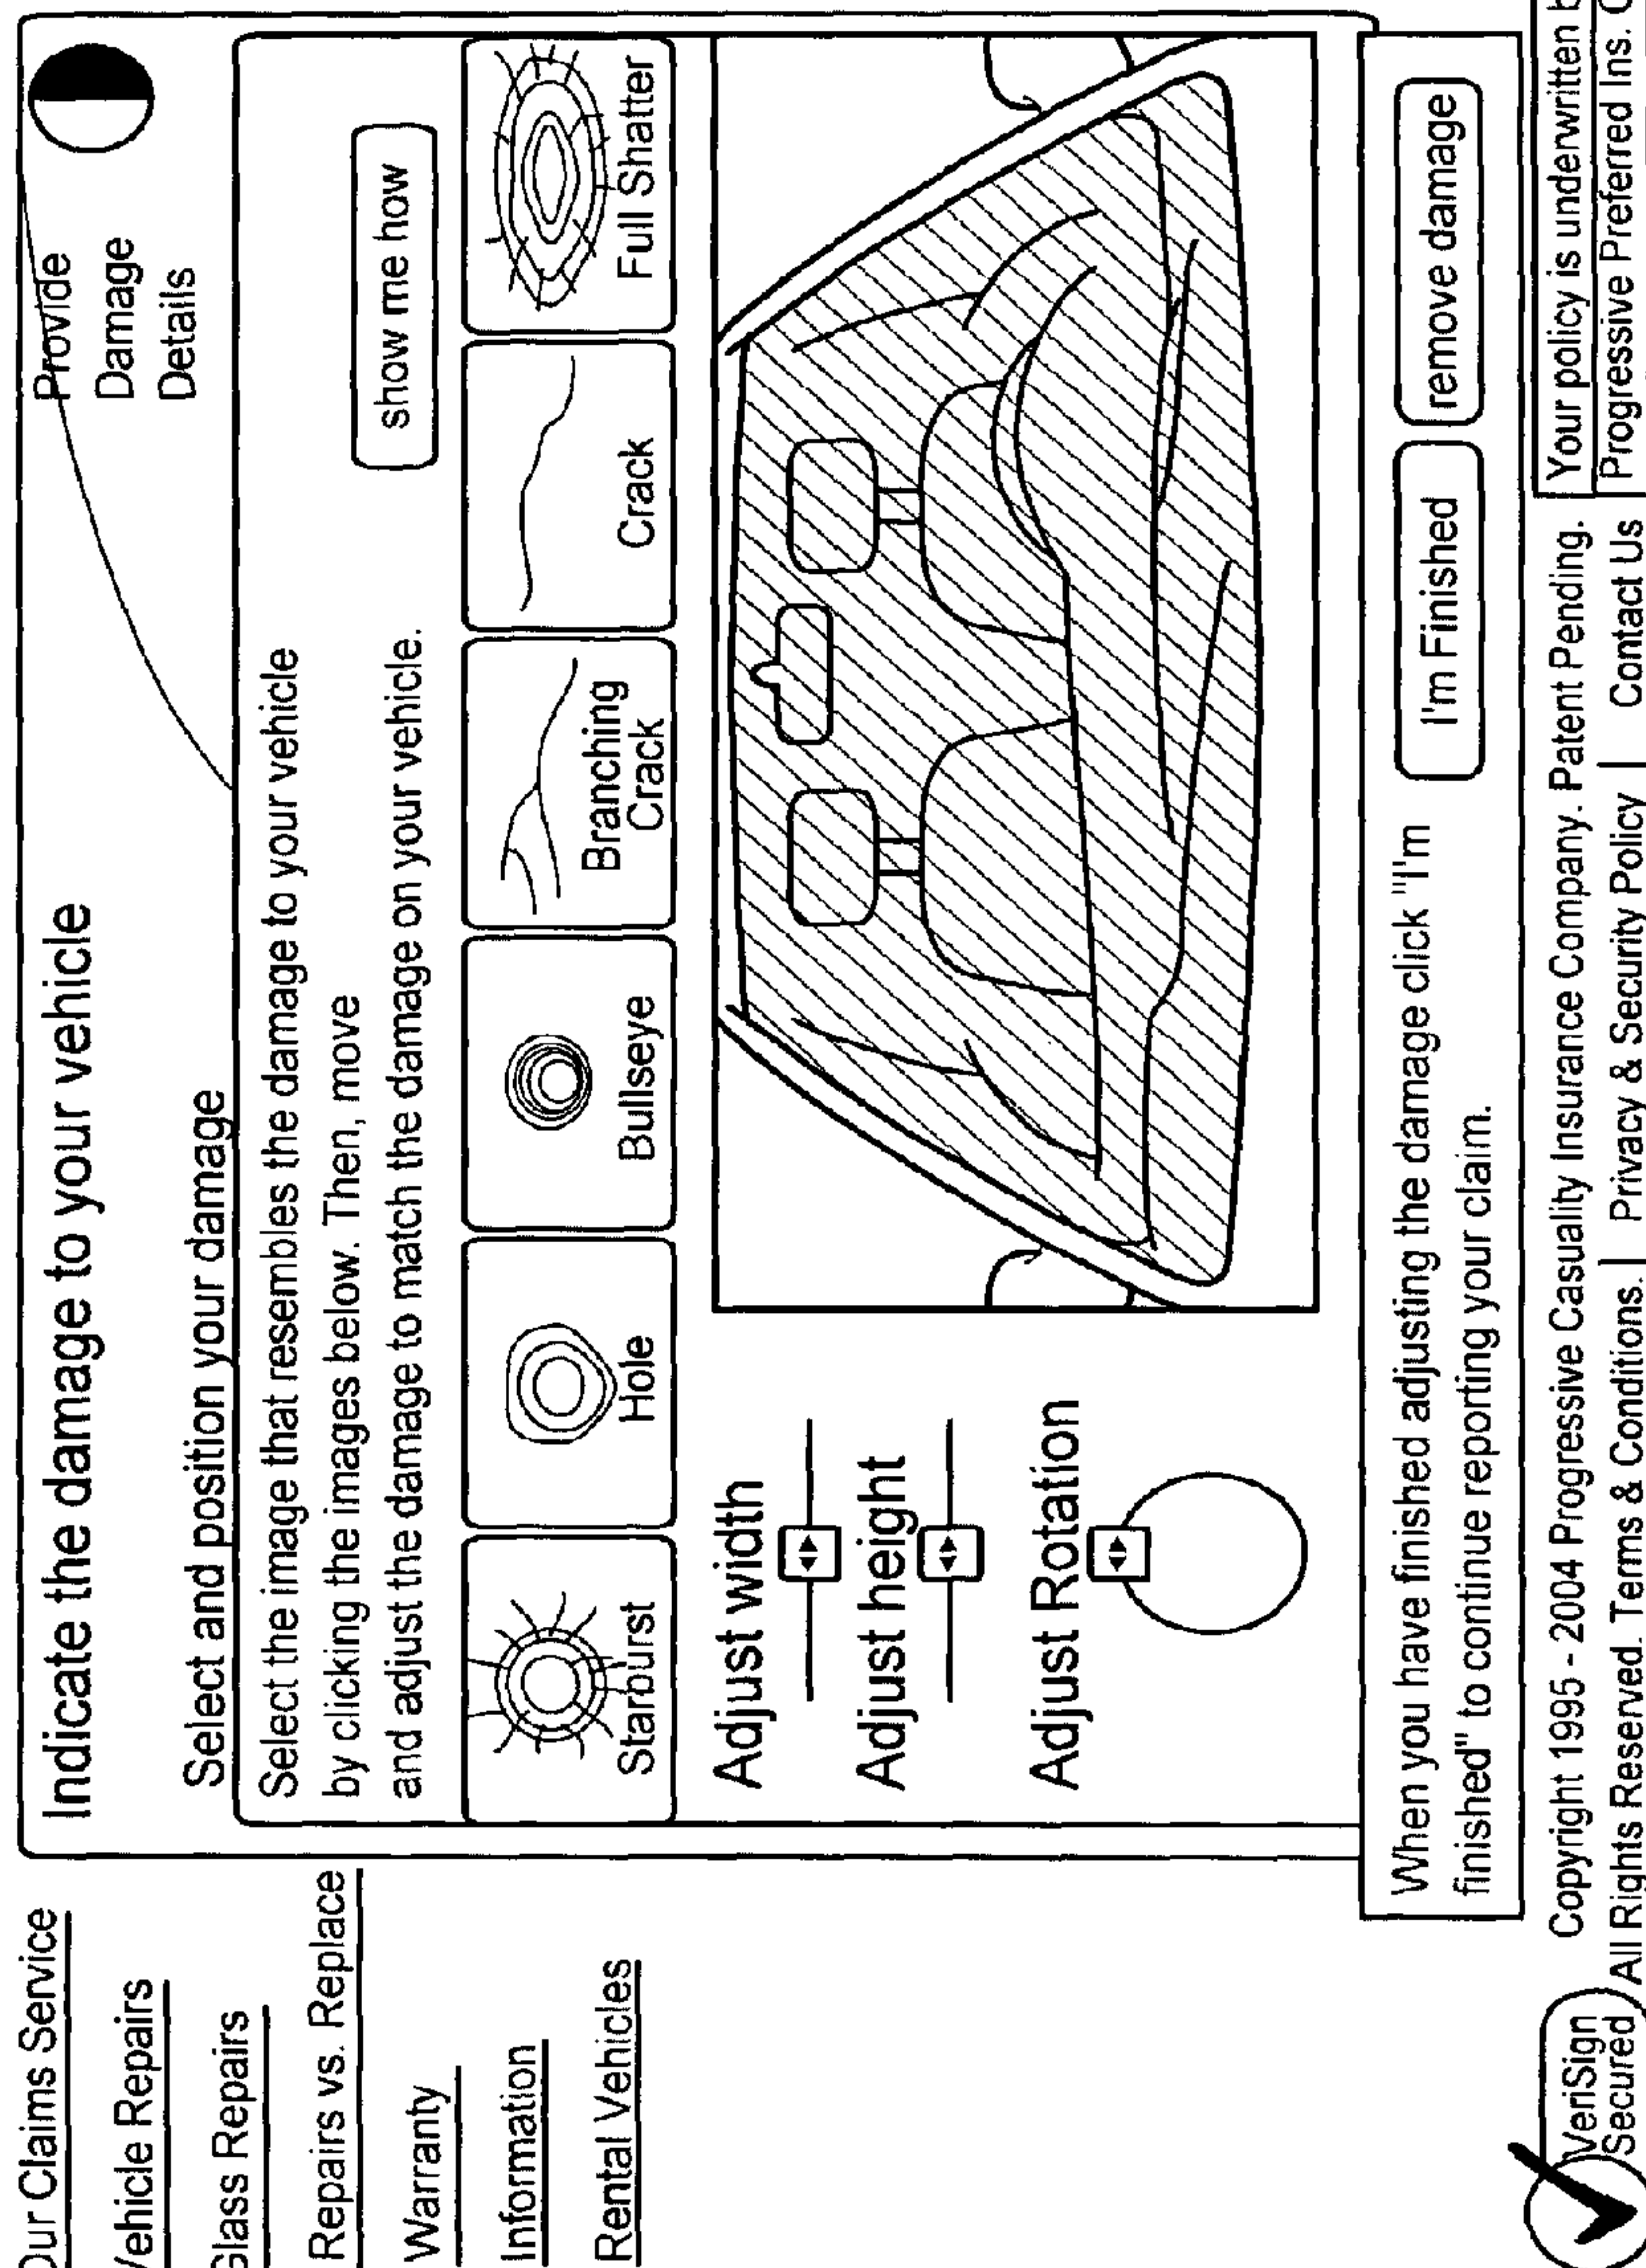 Our Claims Service
Vehicle Repairs
Glass Repairs
Repairs vs. Replace
Warranty
Information
Rental Vehicles
Indicate the damage to your vehicle
Provide
Damage
Details
Select and position your damage
Select the image that resembles the damage to your vehicle
by clicking the images below. Then, move
and adjust the damage to match the damage on your vehicle.
show me how
Starburst
Hole
Bullseye
Branching
Crack
Crack
Full Shatter
Adjust width
Adjust height
Adjust Rotation
When you have finished adjusting the damage click "I'm
finished" to continue reporting your claim.
I'm Finished
remove damage
VeriSign
Secured
Copyright 1995 - 2004 Progressive Casuality Insurance Company. Patent Pending.
All Rights Reserved. Terms & Conditions. | Privacy & Security Policy | Contact Us
Your policy is underwritten
Progressive Preferred Ins.